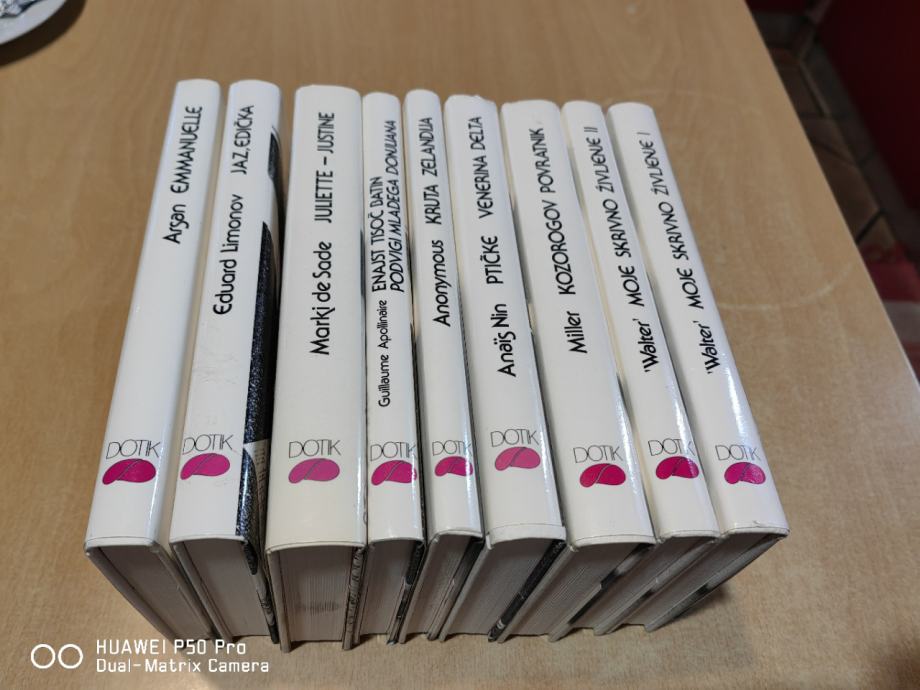 Arsan EMMANUELLE
DOTIK
Eduard Limonov JAZ, EDIČKA
DOTIK
Marki de Sade JULIETTE – JUSTINE
DOTIK
Guillaume Apollinaire ENAJST TISOČ BATIN
PODVIGI MLADEGA DONJUANA
DOTIK
Anonymous KRUTA ZELANDIJA
DOTIK
Anaïs Nin PTIČKE VENERINA DELTA
DOTIK
Miller KOZOROGOV POVRATNIK
DOTIK
'Walter' MOJE SKRIVNO ŽIVLJENJE II
DOTIK
'Walter' MOJE SKRIVNO ŽIVLJENJE I
DOTIK
HUAWEI P50 Pro
Dual-Matrix Camera